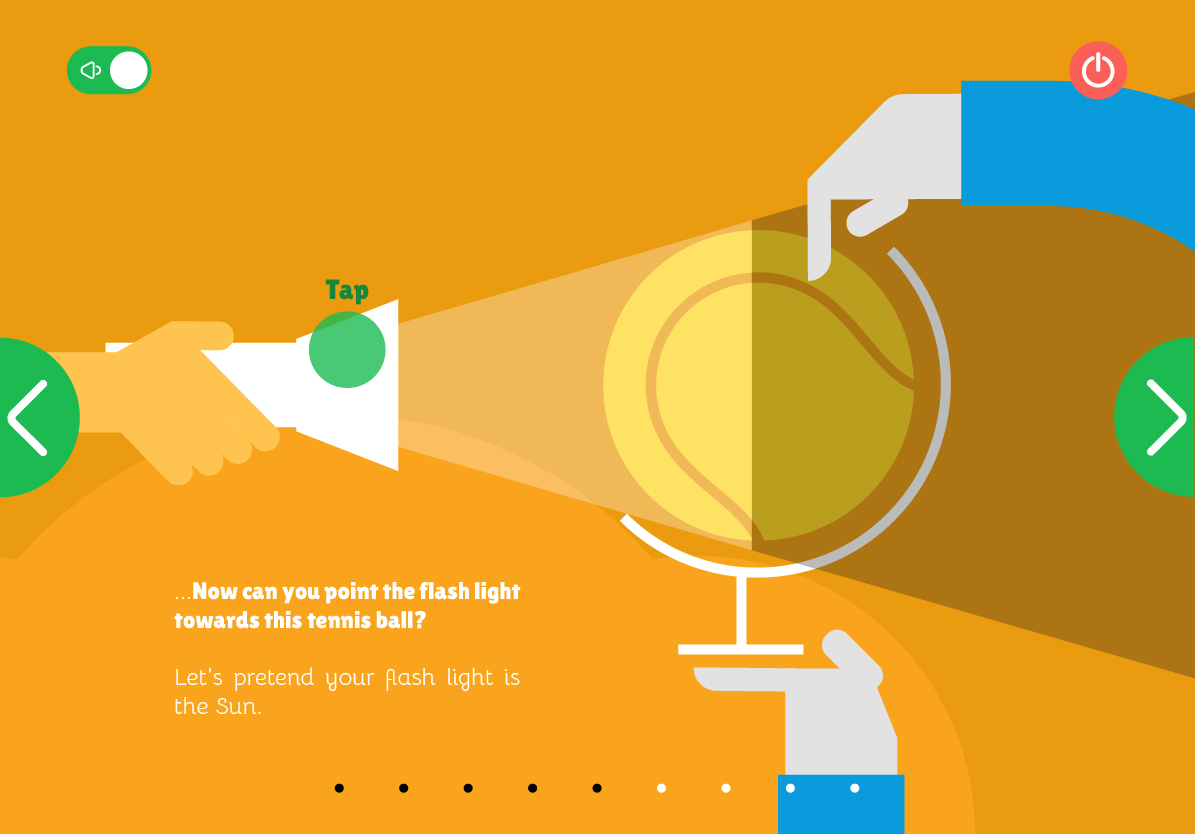 Tap
...Now can you point the flash light
towards this tennis ball?
Let's pretend your flash light is
the Sun.